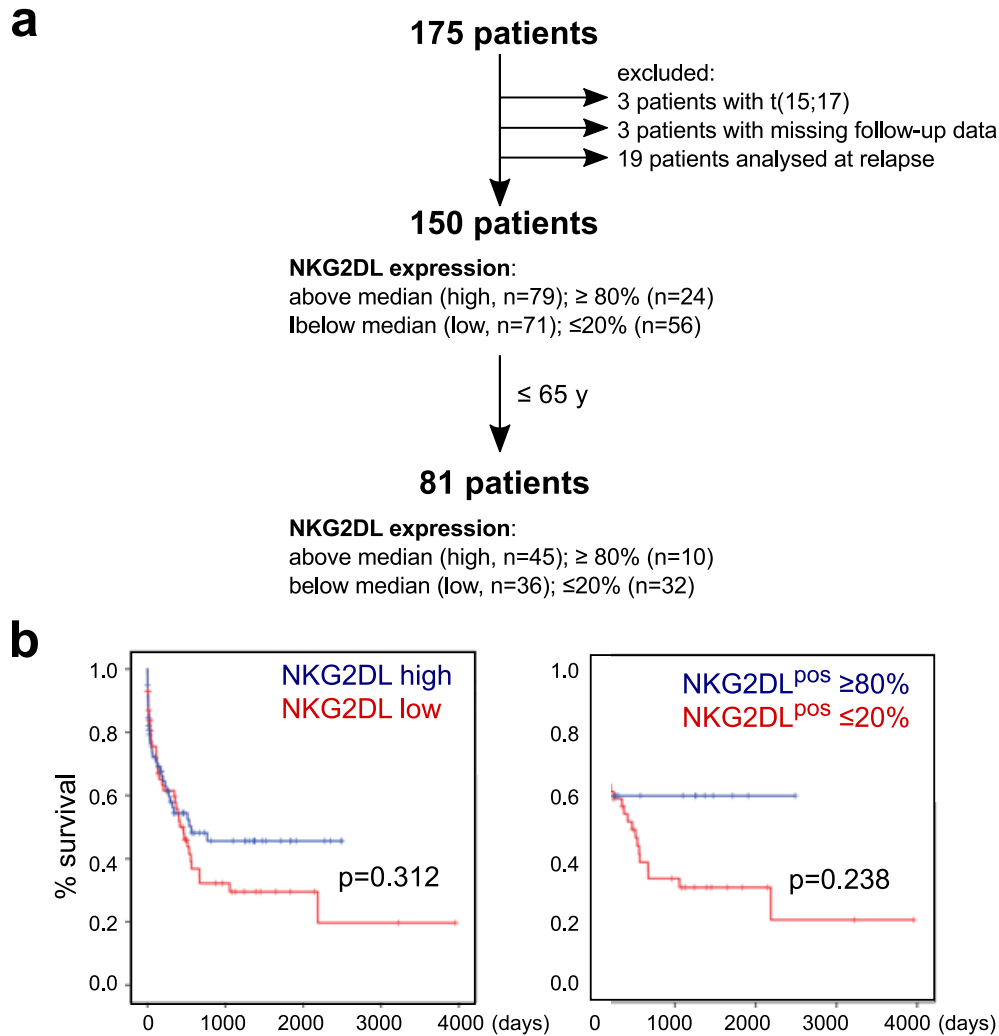 a
175 patients
excluded:
3 patients with t(15;17)
3 patients with missing follow-up data
19 patients analysed at relapse
150 patients
NKG2DL expression:
above median (high, n=79); ≥ 80% (n=24)
lbelow median (low, n=71); ≤20% (n=56)
≤ 65 y
81 patients
NKG2DL expression:
above median (high, n=45); ≥ 80% (n=10)
below median (low, n=36); ≤20% (n=32)
b
% survival
1.0
0.8
0.6
0.4
0.2
0.0
NKG2DL high
NKG2DL low
p=0.312
0 1000 2000 3000 4000 (days)
1.0
0.8
0.6
0.4
0.2
0.0
NKG2DLpos ≥80%
NKG2DLpos ≤20%
p=0.238
0 1000 2000 3000 4000 (days)